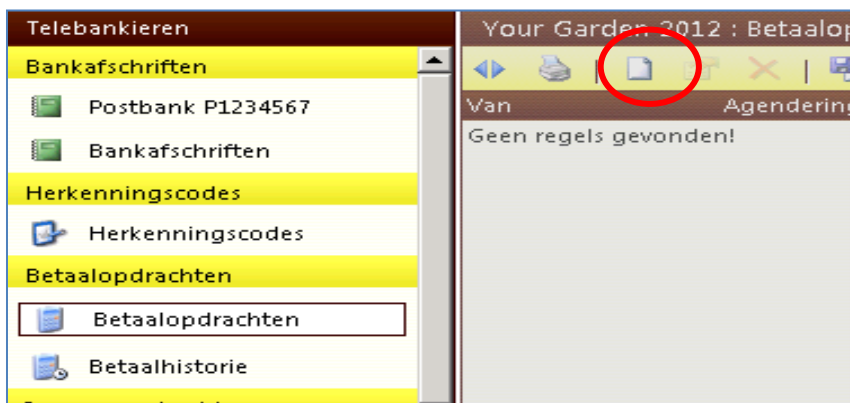 Telebankieren
Bankafschriften
Postbank P1234567
Bankafschriften
Herkenningscodes
Herkenningscodes
Betaalopdrachten
Betaalopdrachten
Betaalhistorie
Your Garden 2012 : Betaalop
Van Agendering
Geen regels gevonden!